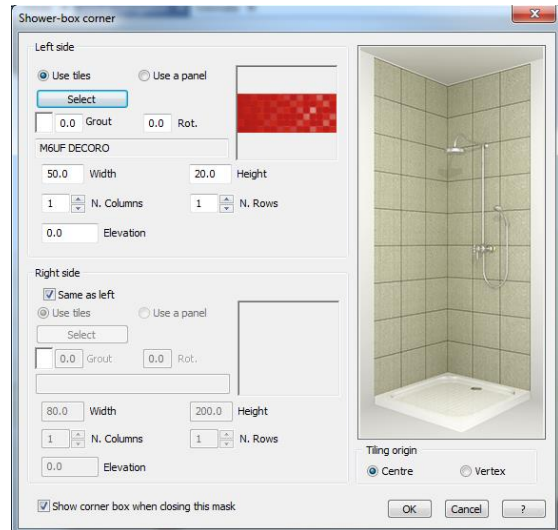 Shower-box corner
Left side
Use tiles Use a panel
Select
0.0 Grout 0.0 Rot.
M6UF DECORO
50.0 Width 20.0 Height
1 N. Columns 1 N. Rows
0.0 Elevation
Right side
Same as left
Use tiles Use a panel
Select
0.0 Grout 0.0 Rot.
80.0 Width 200.0 Height
1 N. Columns 1 N. Rows
0.0 Elevation
Tiling origin
Centre Vertex
Show corner box when closing this mask
OK Cancel ?